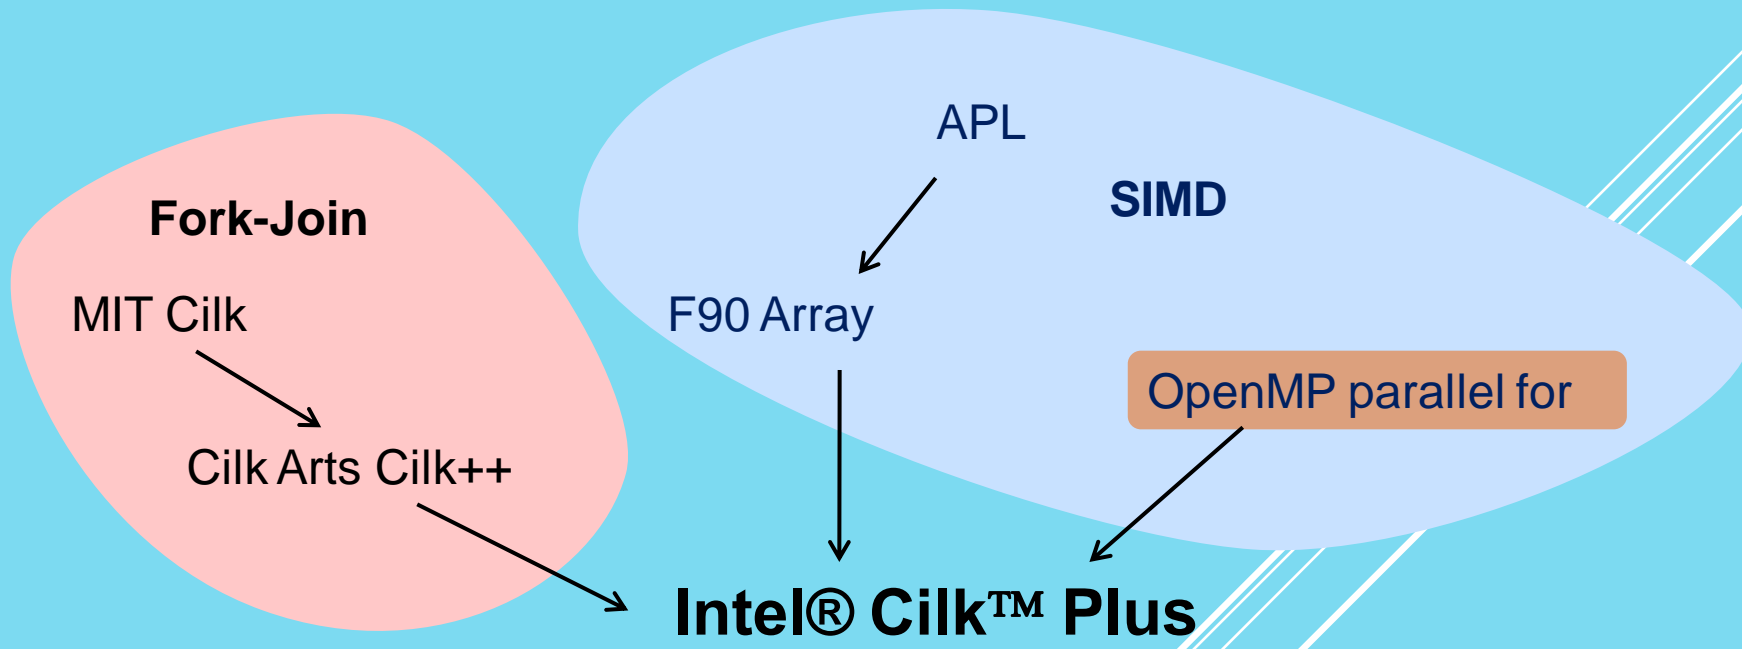 APL
SIMD
Fork-Join
MIT Cilk
F90 Array
OpenMP parallel for
Cilk Arts Cilk++
Intel® Cilk™ Plus